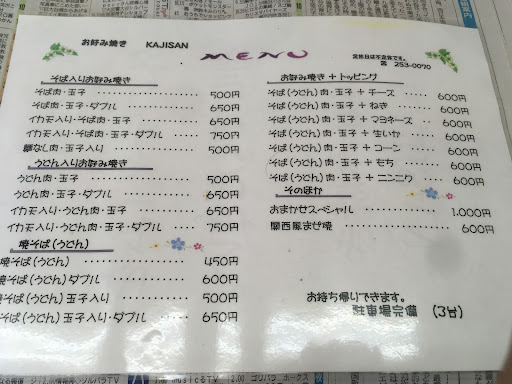 お好み焼き KAJISAN
MENU
定休日は不定救です。
☎ 253-0070
そば入りお好み焼き
そば肉・玉子 ………… 500円
そば肉・玉子・ダブル ………… 650円
イカ天入り・そば肉・玉子 ………… 650円
イカ天入り・そば肉・玉子・ダブル ………… 750円
麺なし肉・玉子入り ………… 500円
うどん入りお好み焼き
うどん肉・玉子 ………… 500円
うどん肉・玉子・ダブル ………… 650円
イカ天入り・うどん肉・玉子 ………… 650円
イカ天入り・うどん肉・玉子・ダブル ………… 750円
焼そば(うどん)
焼そば(うどん) ………… 450円
焼そば(うどん)ダブル ………… 600円
焼そば(うどん)玉子入り ………… 500円
焼そば(うどん)玉子入り・ダブル ………… 650円
お好み焼き+トッピング
そば(うどん)肉・玉子+チーズ ………… 600円
そば(うどん)肉・玉子+ねぎ ………… 600円
そば(うどん)肉・玉子+マヨネーズ ………… 600円
そば(うどん)肉・玉子+生いか ………… 600円
そば(うどん)肉・玉子+コーン ………… 600円
そば(うどん)肉・玉子+もち ………… 600円
そば(うどん)肉・玉子+ニンニク ………… 600円
そのほか
おまかせスペシャル ………… 1,000円
関西風まぜ焼 ………… 600円
お持ち帰りできます。
駐車場完備 (3台)